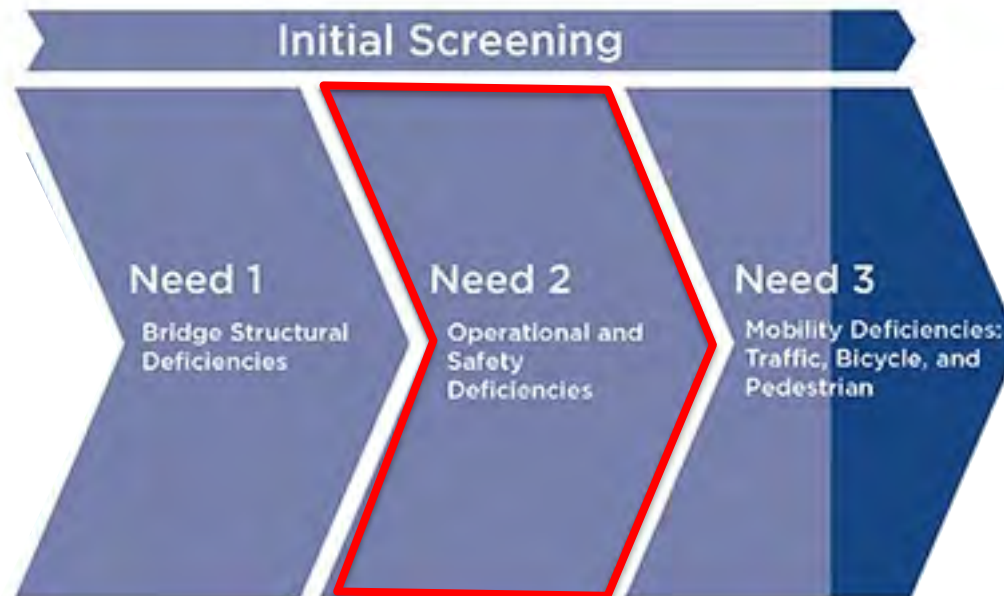 Initial Screening
Need 1
Bridge Structural
Deficiencies
Need 2
Operational and
Safety
Deficiencies
Need 3
Mobility Deficiencies:
Traffic, Bicycle, and
Pedestrian